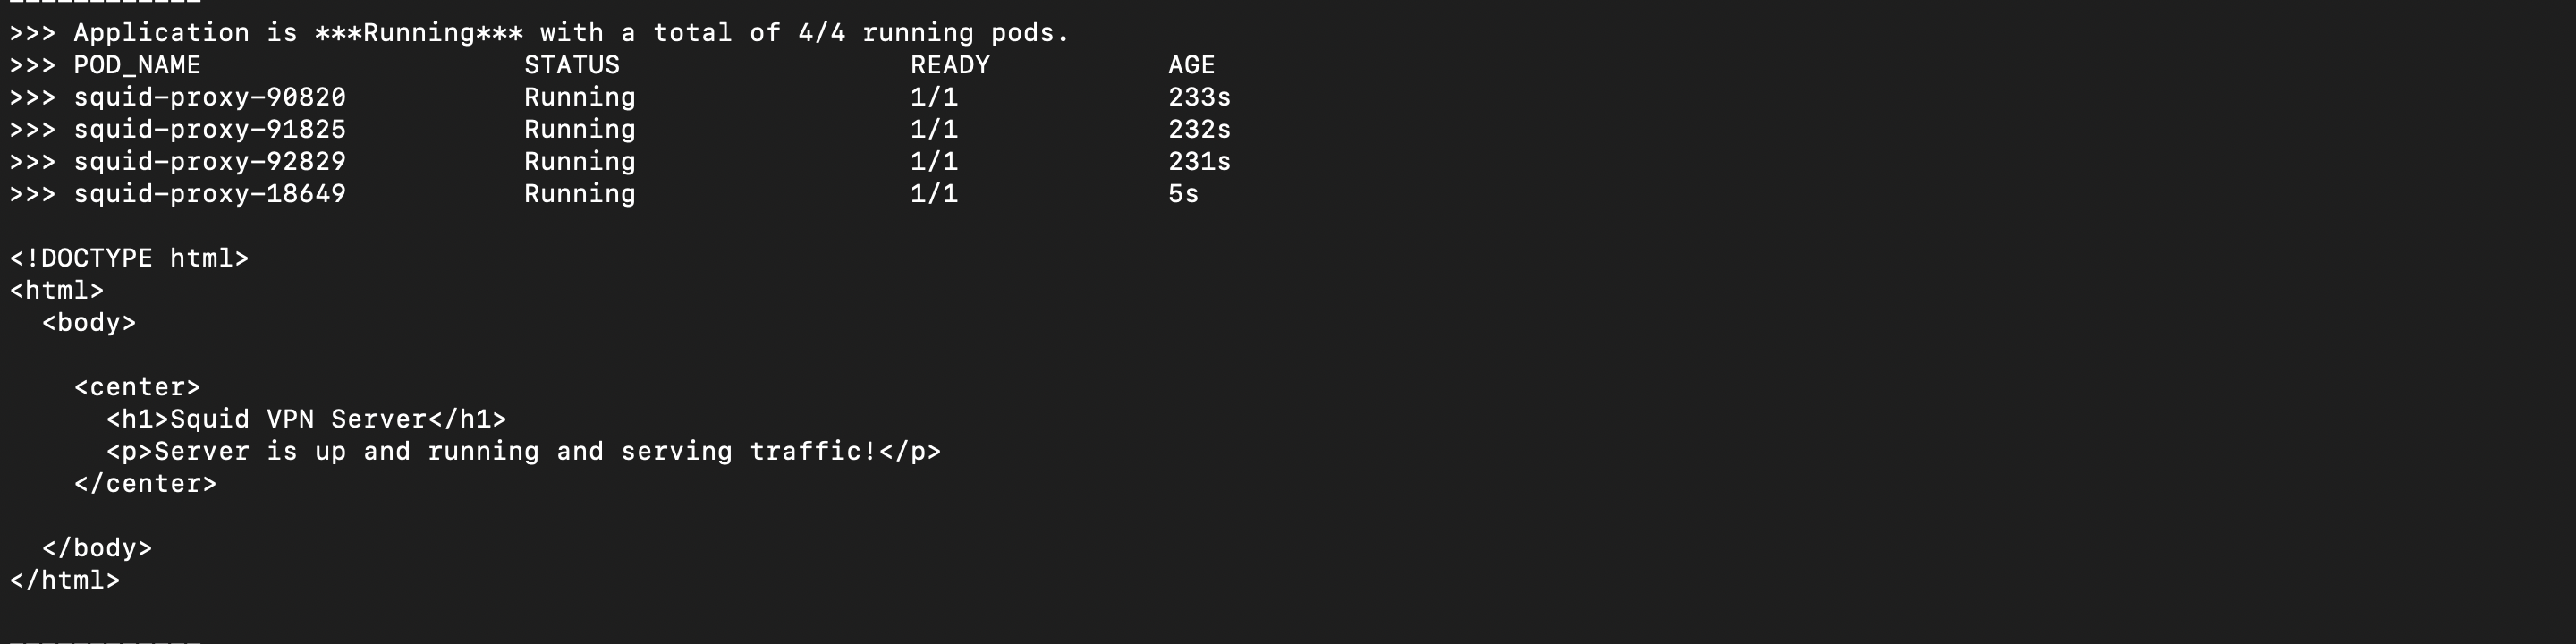 ------------
>>> Application is ***Running*** with a total of 4/4 running pods.
>>> POD_NAME                    STATUS                  READY           AGE
>>> squid-proxy-90820           Running                 1/1             233s
>>> squid-proxy-91825           Running                 1/1             232s
>>> squid-proxy-92829           Running                 1/1             231s
>>> squid-proxy-18649           Running                 1/1             5s

<!DOCTYPE html>
<html>
  <body>

    <center>
      <h1>Squid VPN Server</h1>
      <p>Server is up and running and serving traffic!</p>
    </center>

  </body>
</html>

------------